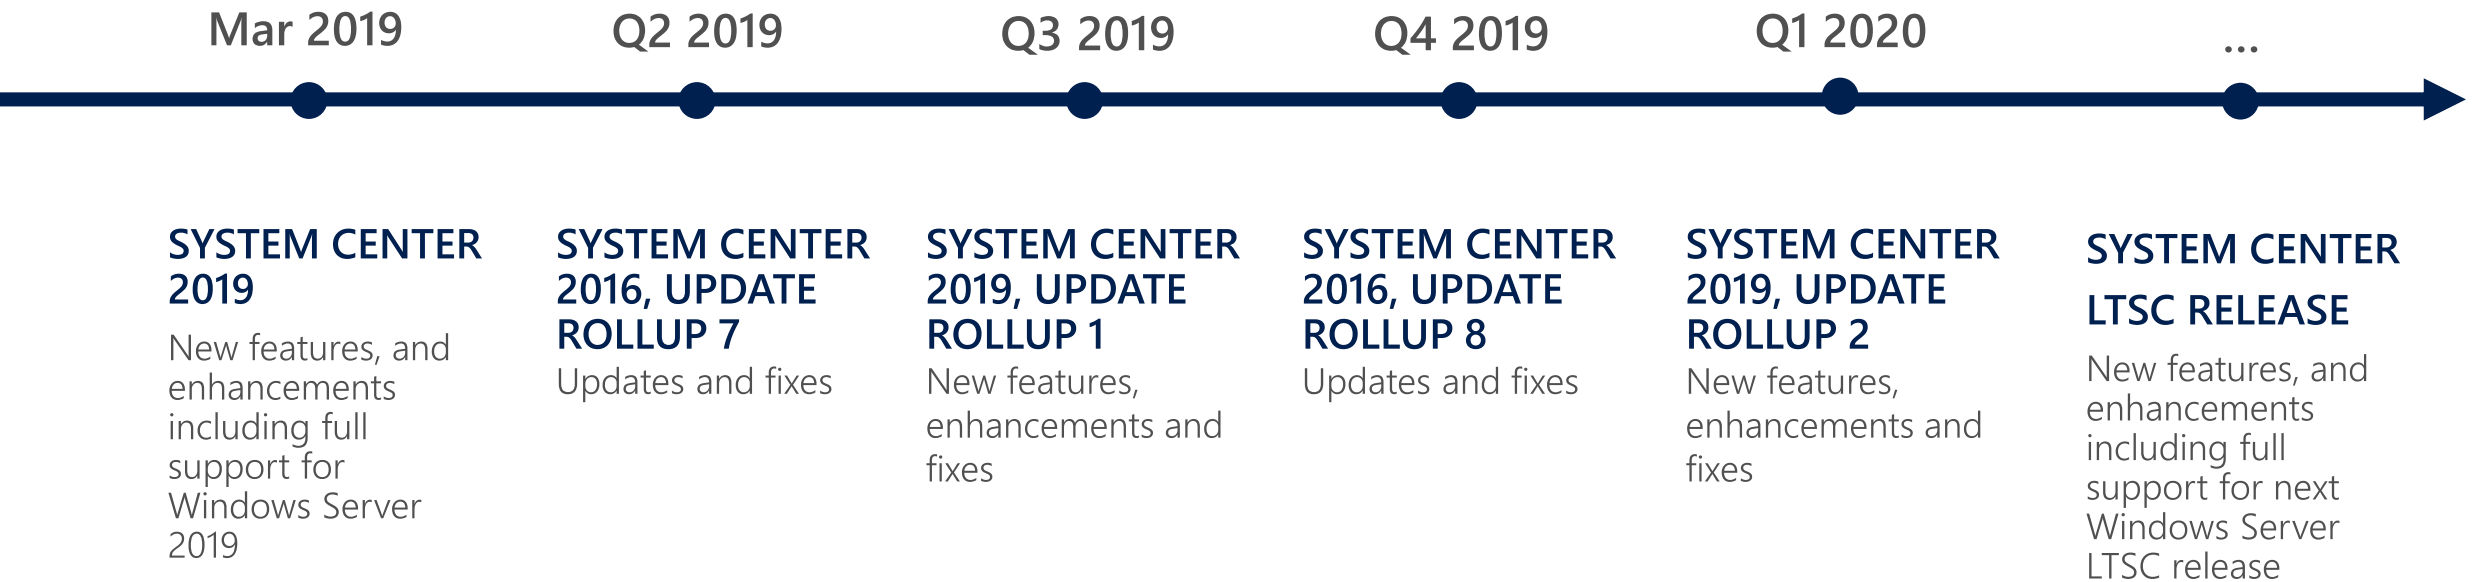 Mar 2019
Q2 2019
Q3 2019
Q4 2019
Q1 2020
...
SYSTEM CENTER
2019
New features, and
enhancements
including full
support for
Windows Server
2019
SYSTEM CENTER
2016, UPDATE
ROLLUP 7
Updates and fixes
SYSTEM CENTER
2019, UPDATE
ROLLUP 1
New features,
enhancements and
fixes
SYSTEM CENTER
2016, UPDATE
ROLLUP 8
Updates and fixes
SYSTEM CENTER
2019, UPDATE
ROLLUP 2
New features,
enhancements and
fixes
SYSTEM CENTER
LTSC RELEASE
New features, and
enhancements
including full
support for next
Windows Server
LTSC release